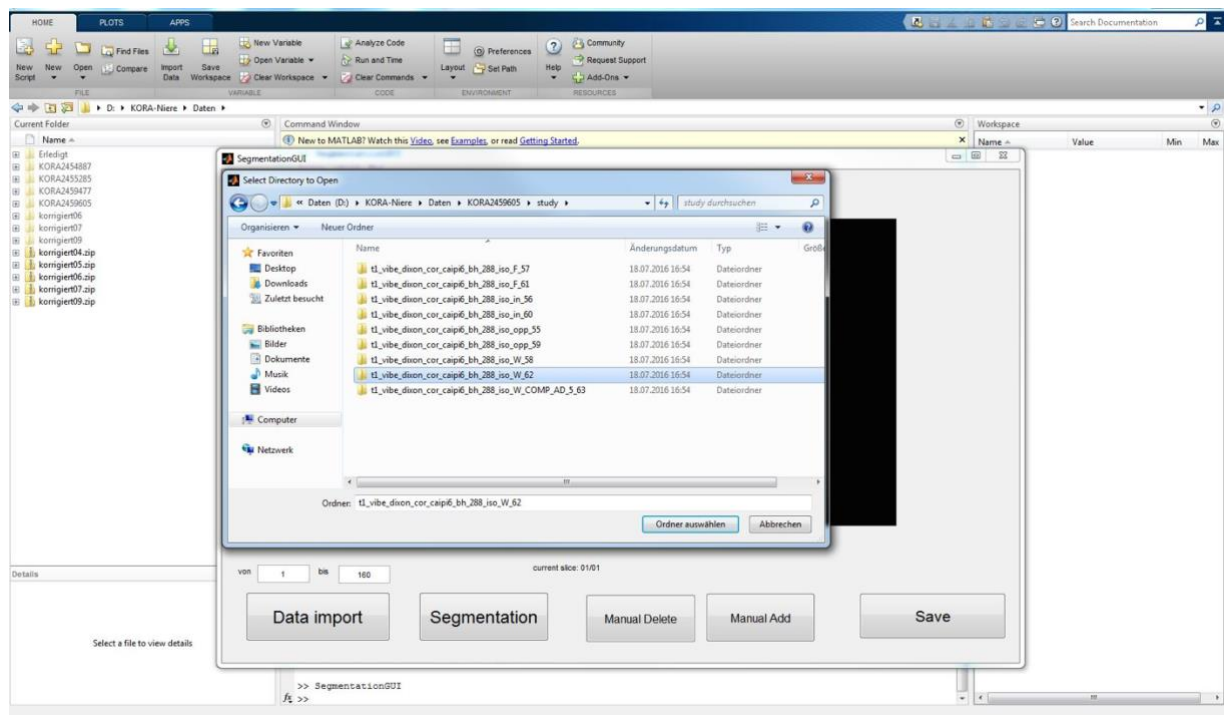 HOME PLOTS APPS
Search Documentation
New Script
New
Open
Find Files
Compare
Import Data
Save Workspace
New Variable
Open Variable
Clear Workspace
Analyze Code
Run and Time
Clear Commands
Layout
Preferences
Set Path
Help
Community
Request Support
Add-Ons
FILE VARIABLE CODE ENVIRONMENT RESOURCES
D: KORA-Niere Daten
Current Folder
Name
Erledigt
KORA2454887
KORA2455285
KORA2459477
KORA2459605
korrigiert06
korrigiert07
korrigiert09
korrigiert04.zip
korrigiert05.zip
korrigiert06.zip
korrigiert07.zip
korrigiert09.zip
Details
Select a file to view details
Command Window
New to MATLAB? Watch this Video, see Examples, or read Getting Started.
Workspace
Name Value Min Max
SegmentationGUI
Select Directory to Open
« Daten (D:) KORA-Niere Daten KORA2459605 study
study durchsuchen
Organisieren Neuer Ordner
Favoriten
Desktop
Downloads
Zuletzt besucht
Bibliotheken
Bilder
Dokumente
Musik
Videos
Computer
Netzwerk
Name Änderungsdatum Typ Größe
t1_vibe_dixon_cor_caipi6_bh_288_iso_F_57 18.07.2016 16:54 Dateiordner
t1_vibe_dixon_cor_caipi6_bh_288_iso_F_61 18.07.2016 16:54 Dateiordner
t1_vibe_dixon_cor_caipi6_bh_288_iso_in_56 18.07.2016 16:54 Dateiordner
t1_vibe_dixon_cor_caipi6_bh_288_iso_in_60 18.07.2016 16:54 Dateiordner
t1_vibe_dixon_cor_caipi6_bh_288_iso_opp_55 18.07.2016 16:54 Dateiordner
t1_vibe_dixon_cor_caipi6_bh_288_iso_opp_59 18.07.2016 16:54 Dateiordner
t1_vibe_dixon_cor_caipi6_bh_288_iso_W_58 18.07.2016 16:54 Dateiordner
t1_vibe_dixon_cor_caipi6_bh_288_iso_W_62 18.07.2016 16:54 Dateiordner
t1_vibe_dixon_cor_caipi6_bh_288_iso_W_COMP_AD_5_63 18.07.2016 16:54 Dateiordner
Ordner: t1_vibe_dixon_cor_caipi6_bh_288_iso_W_62
Ordner auswählen Abbrechen
von 1 bis 160
current slice: 01/01
Data import Segmentation Manual Delete Manual Add Save
>> SegmentationGUI
fx >>